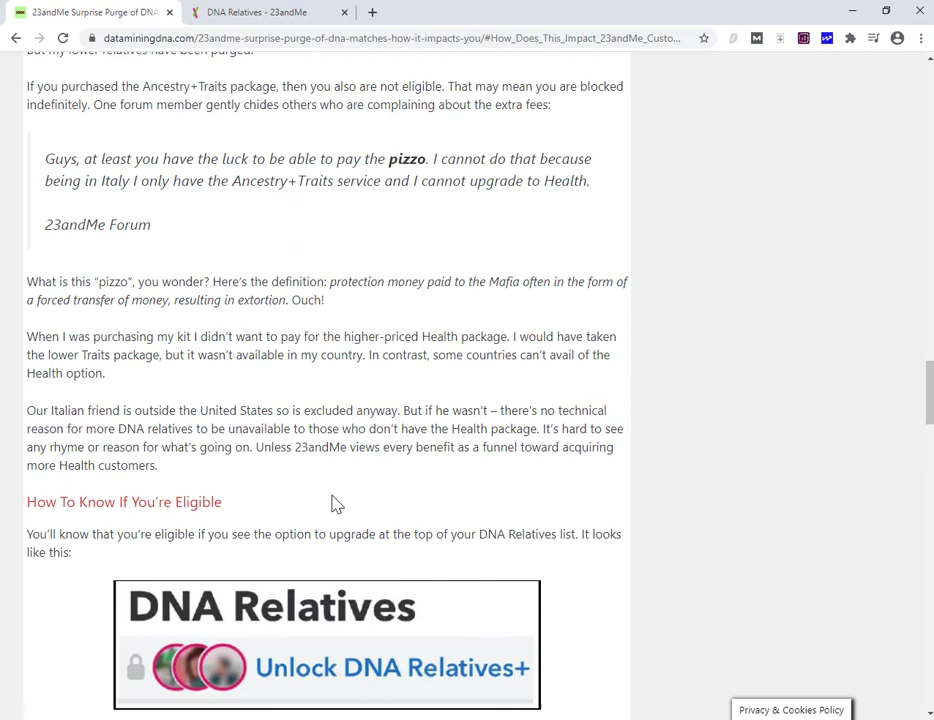 23andMe Surprise Purge of DNA
DNA Relatives - 23andMe
dataminingdna.com/23andme-surprise-purge-of-dna-matches-how-it-impacts-you/#How_Does_This_Impact_23andMe_Custo...
But my lower relatives have been purged.
If you purchased the Ancestry+Traits package, then you also are not eligible. That may mean you are blocked
indefinitely. One forum member gently chides others who are complaining about the extra fees:
Guys, at least you have the luck to be able to pay the pizzo. I cannot do that because
being in Italy I only have the Ancestry+Traits service and I cannot upgrade to Health.
23andMe Forum
What is this “pizzo”, you wonder? Here’s the definition: protection money paid to the Mafia often in the form of
a forced transfer of money, resulting in extortion. Ouch!
When I was purchasing my kit I didn’t want to pay for the higher-priced Health package. I would have taken
the lower Traits package, but it wasn’t available in my country. In contrast, some countries can’t avail of the
Health option.
Our Italian friend is outside the United States so is excluded anyway. But if he wasn’t – there’s no technical
reason for more DNA relatives to be unavailable to those who don’t have the Health package. It’s hard to see
any rhyme or reason for what’s going on. Unless 23andMe views every benefit as a funnel toward acquiring
more Health customers.
How To Know If You’re Eligible
You’ll know that you’re eligible if you see the option to upgrade at the top of your DNA Relatives list. It looks
like this:
DNA Relatives
Unlock DNA Relatives+
Privacy & Cookies Policy